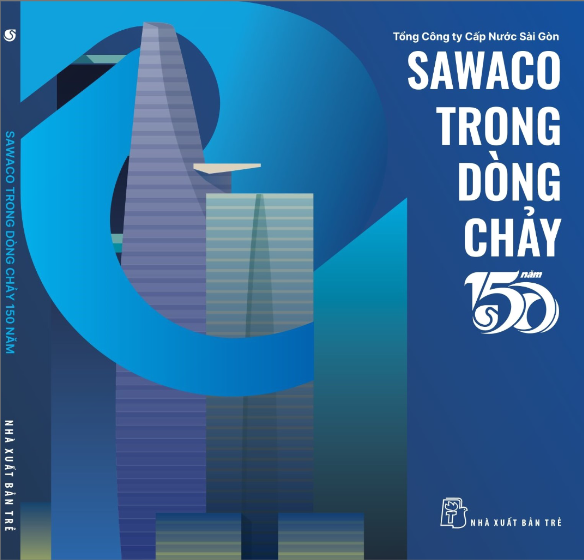 Tổng Công ty Cấp Nước Sài Gòn
SAWACO
TRONG
DÒNG
CHẢY
150 năm
NHÀ XUẤT BẢN TRẺ
SAWACO TRONG DÒNG CHẢY 150 NĂM
NHÀ XUẤT BẢN TRẺ